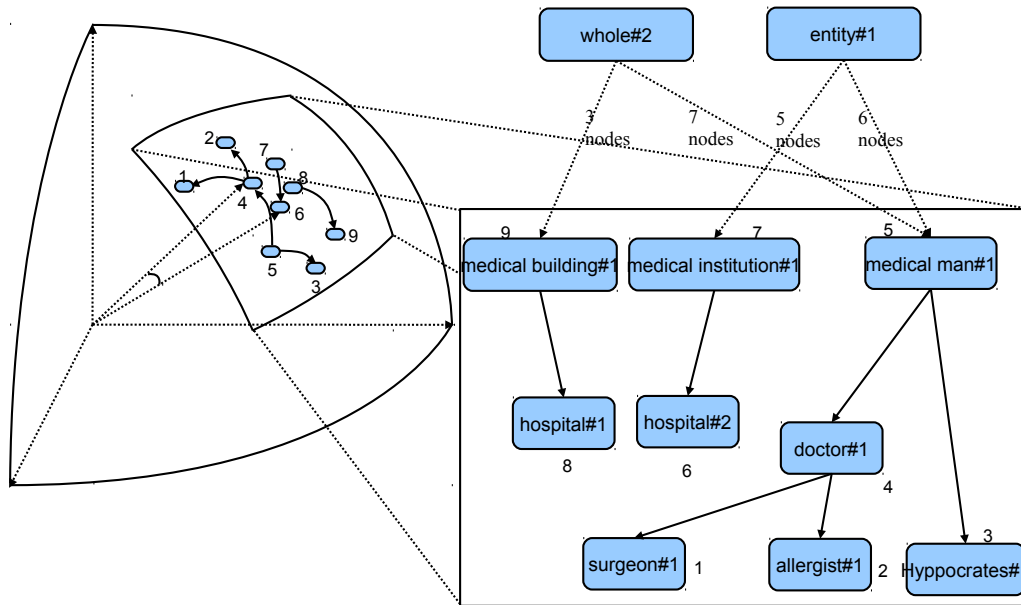 whole#2
entity#1
3
nodes
7
nodes
5
nodes
6
nodes
2
7
1
8
4
6
9
5
3
9
7
5
medical building#1
medical institution#1
medical man#1
hospital#1
hospital#2
8
6
doctor#1
4
3
surgeon#1
1
allergist#1
2
Hyppocrates#